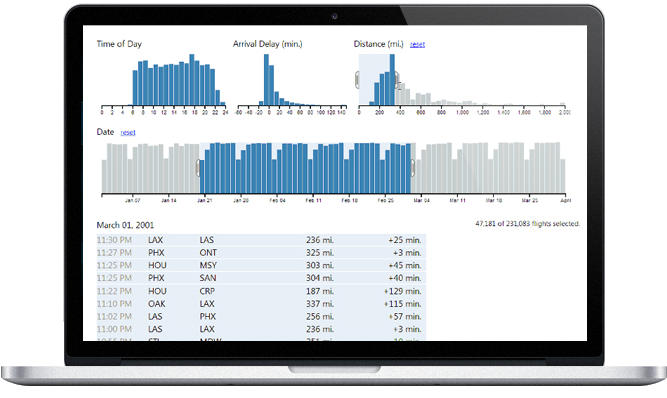 Time of Day
Arrival Delay (min.)
Distance (mi.) reset
0 2 4 6 8 10 12 14 16 18 20 22 24
-60 -40 -20 0 20 40 60 80 100 120 140
0 200 400 600 800 1,000 1,200 1,400 1,600 1,800 2,000
Date reset
Jan 07 Jan 14 Jan 21 Jan 28 Feb 04 Feb 11 Feb 18 Feb 25 Mar 04 Mar 11 Mar 18 Mar 25 April
March 01, 2001
47,181 of 231,083 flights selected.
11:30 PM LAX LAS 236 mi. +25 min.
11:27 PM PHX ONT 325 mi. +3 min.
11:25 PM HOU MSY 303 mi. +45 min.
11:25 PM PHX SAN 304 mi. +40 min.
11:22 PM HOU CRP 187 mi. +129 min.
11:10 PM OAK LAX 337 mi. +115 min.
11:02 PM LAS PHX 256 mi. +57 min.
11:00 PM LAS LAX 236 mi. +3 min.